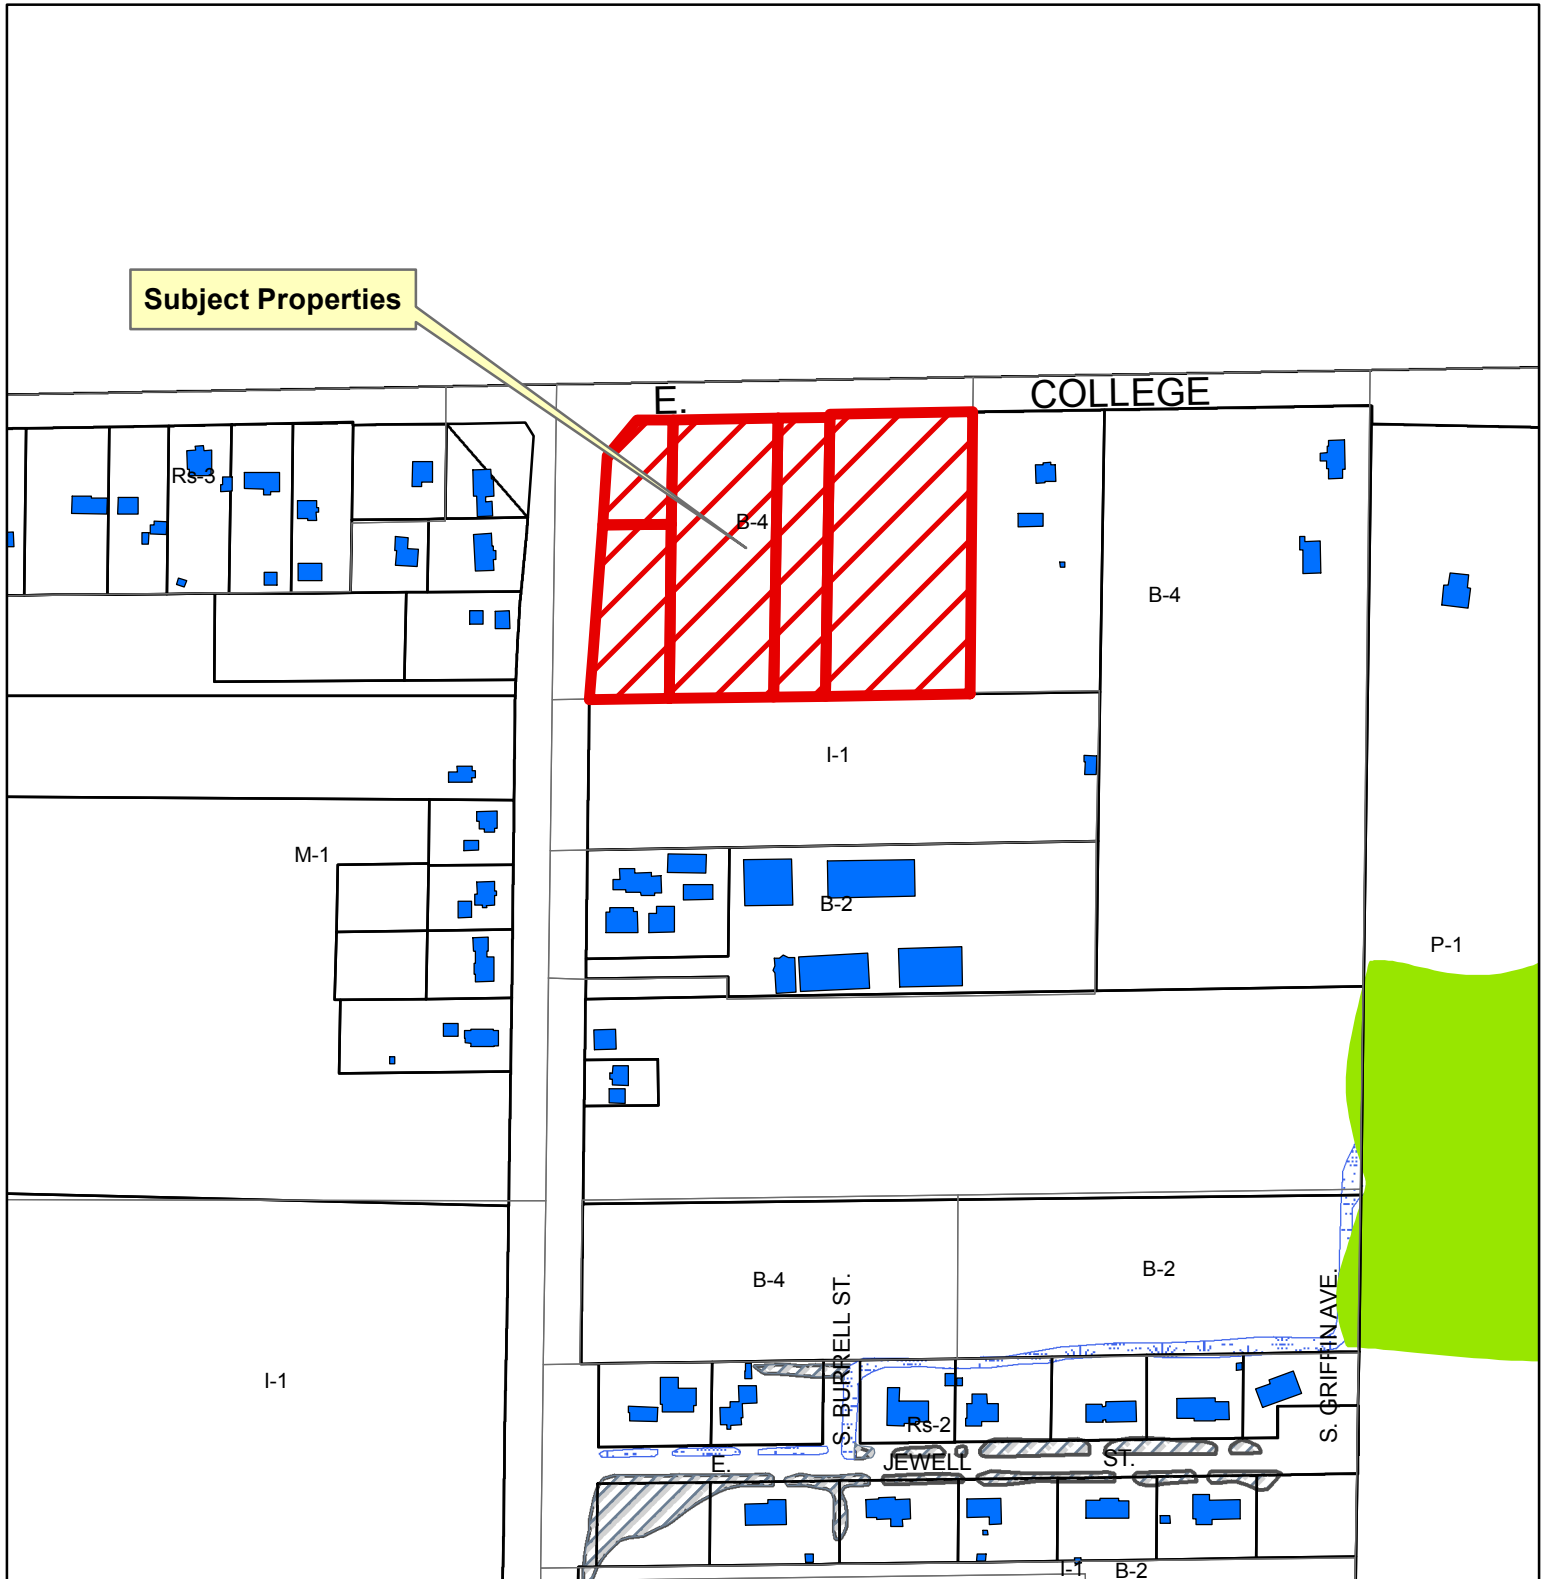 Subject Properties
E. COLLEGE
Rs-3
B-4
B-4
I-1
M-1
B-2
P-1
B-4
B-2
S. BURRELL ST.
S. GRIFFIN AVE.
I-1
Rs-2
E. JEWELL ST.
I-1
B-2